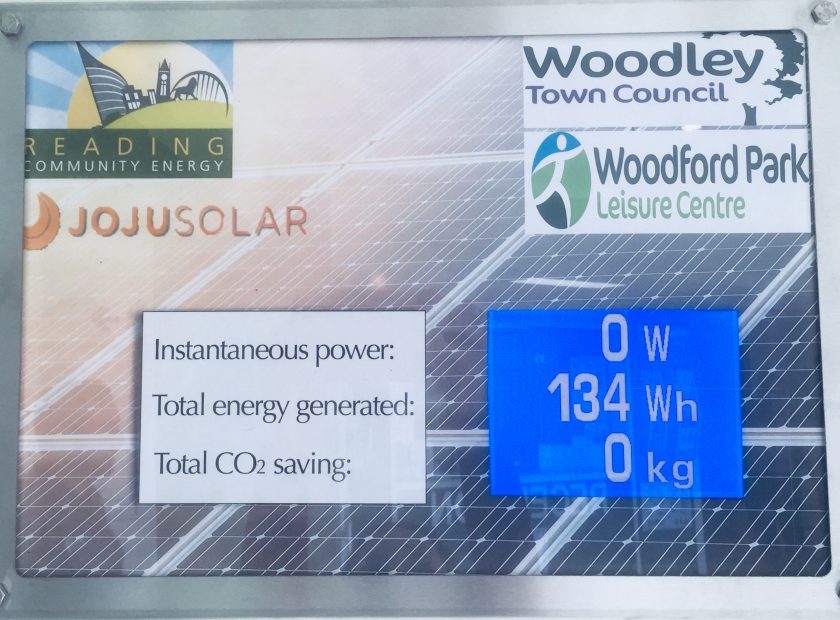 READING
COMMUNITY ENERGY
JOJUSOLAR
Woodley
Town Council
Woodford Park
Leisure Centre
Instantaneous power:
0 W
Total energy generated:
134 Wh
Total CO2 saving:
0 kg